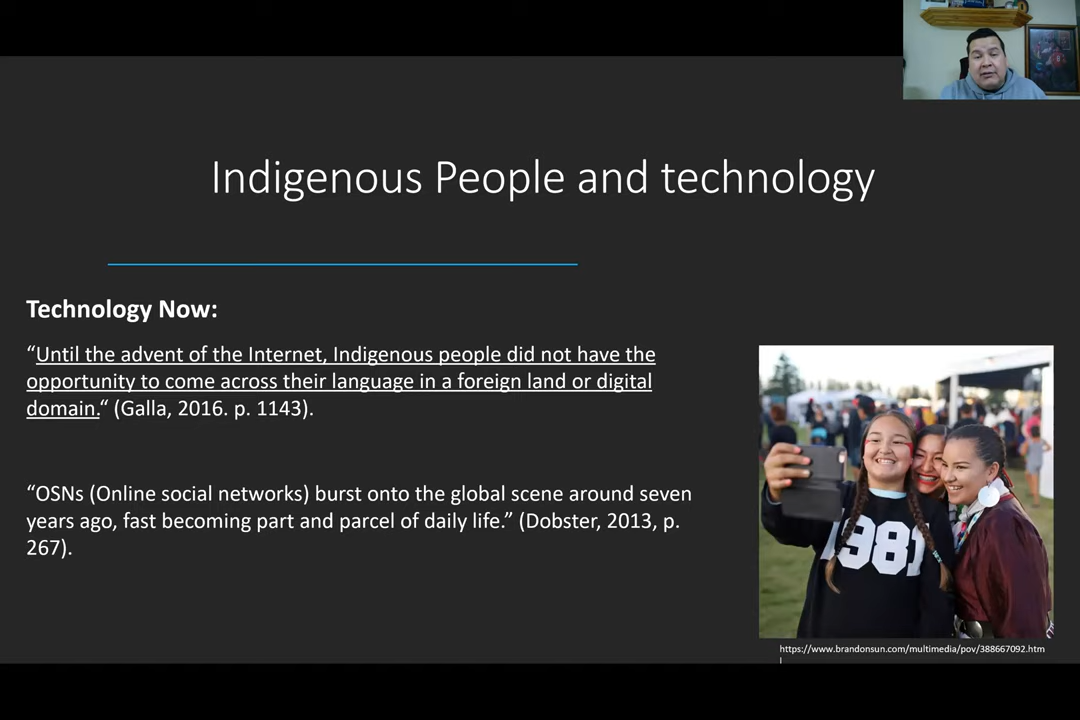 Indigenous People and technology
Technology Now:
“Until the advent of the Internet, Indigenous people did not have the
opportunity to come across their language in a foreign land or digital
domain.“ (Galla, 2016. p. 1143).
“OSNs (Online social networks) burst onto the global scene around seven
years ago, fast becoming part and parcel of daily life.” (Dobster, 2013, p.
267).
1981
https://www.brandonsun.com/multimedia/pov/388667092.htm
l